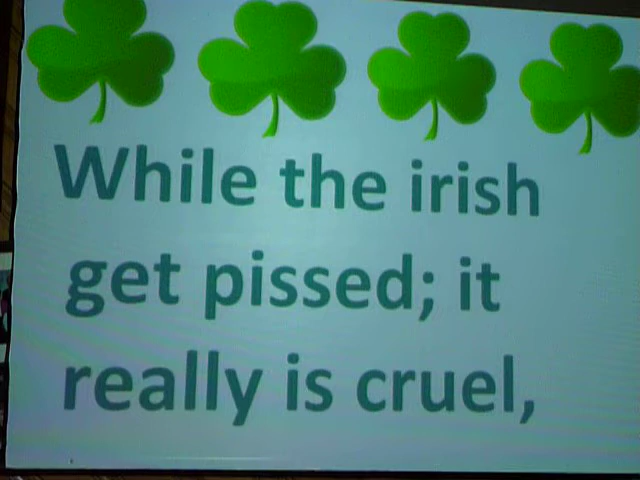 While the irish
get pissed; it
really is cruel,